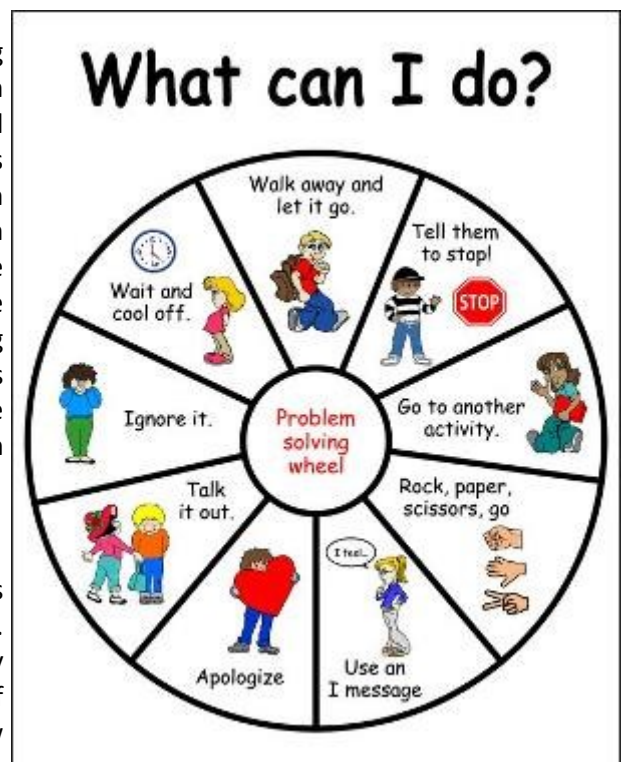 What can I do?
Walk away and
let it go.
Tell them
to stop!
STOP
Go to another
activity.
Rock, paper,
scissors, go
I feel...
Use an
I message
Apologize
Talk
it out.
Ignore it.
Wait and
cool off.
Problem
solving
wheel